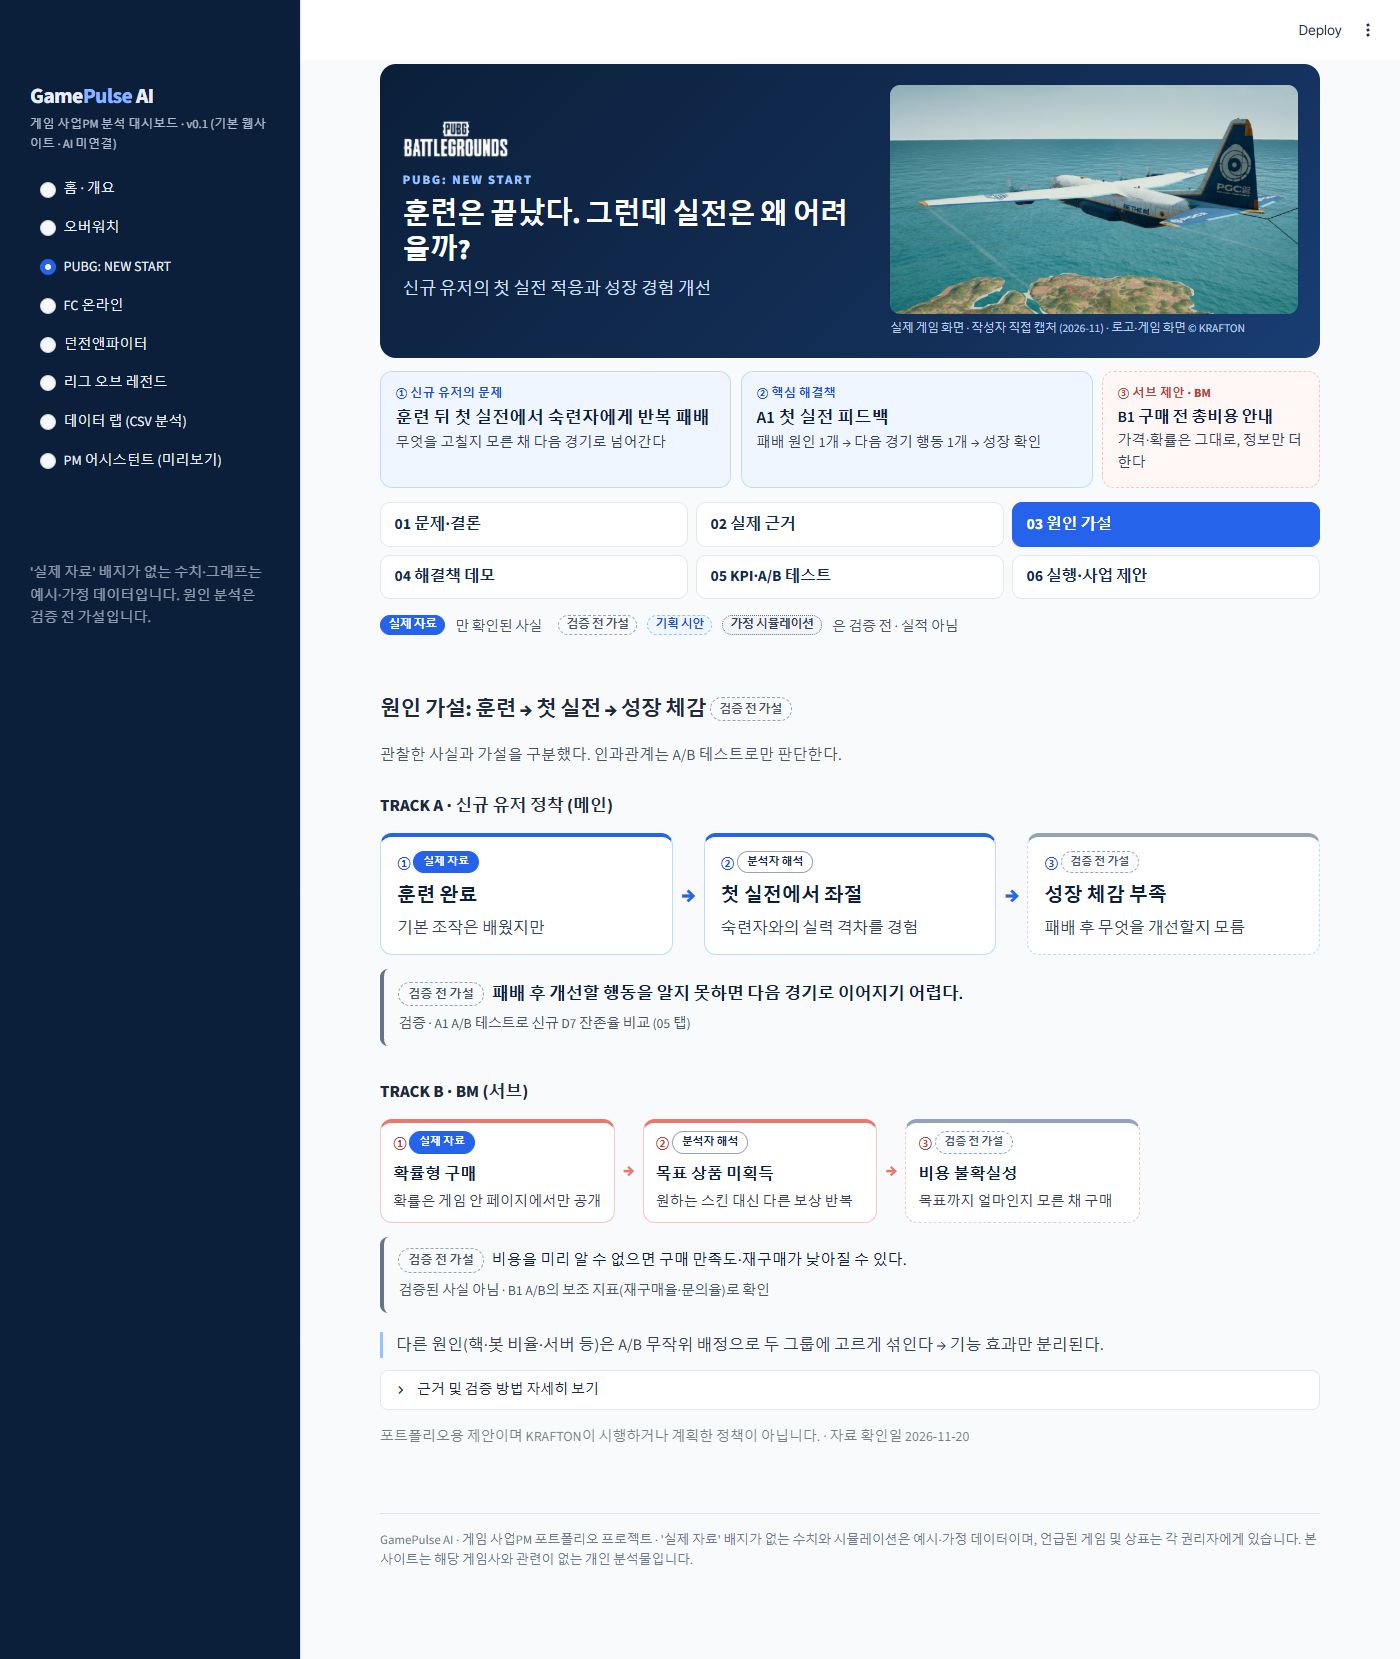 Deploy
GamePulse AI
게임 사업PM 분석 대시보드 · v0.1 (기본 웹사
이트 · AI 미연결)
홈 · 개요
오버워치
PUBG: NEW START
FC 온라인
던전앤파이터
리그 오브 레전드
데이터 랩 (CSV 분석)
PM 어시스턴트 (미리보기)
'실제 자료' 배지가 없는 수치·그래프는
예시·가정 데이터입니다. 원인 분석은
검증 전 가설입니다.
PUBG
BATTLEGROUNDS
PUBG: NEW START
훈련은 끝났다. 그런데 실전은 왜 어려
울까?
신규 유저의 첫 실전 적응과 성장 경험 개선
PGC
실제 게임 화면 · 작성자 직접 캡처 (2026-11) · 로고·게임 화면 © KRAFTON
① 신규 유저의 문제
훈련 뒤 첫 실전에서 숙련자에게 반복 패배
무엇을 고칠지 모른 채 다음 경기로 넘어간다
② 핵심 해결책
A1 첫 실전 피드백
패배 원인 1개 → 다음 경기 행동 1개 → 성장 확인
③ 서브 제안 · BM
B1 구매 전 총비용 안내
가격·확률은 그대로, 정보만 더
한다
01 문제·결론
02 실제 근거
03 원인 가설
04 해결책 데모
05 KPI·A/B 테스트
06 실행·사업 제안
실제 자료 만 확인된 사실 검증 전 가설 기획 시안 가정 시뮬레이션 은 검증 전 · 실적 아님
원인 가설: 훈련 → 첫 실전 → 성장 체감 검증 전 가설
관찰한 사실과 가설을 구분했다. 인과관계는 A/B 테스트로만 판단한다.
TRACK A · 신규 유저 정착 (메인)
① 실제 자료
훈련 완료
기본 조작은 배웠지만
→
② 분석자 해석
첫 실전에서 좌절
숙련자와의 실력 격차를 경험
→
③ 검증 전 가설
성장 체감 부족
패배 후 무엇을 개선할지 모름
검증 전 가설 패배 후 개선할 행동을 알지 못하면 다음 경기로 이어지기 어렵다.
검증 · A1 A/B 테스트로 신규 D7 잔존율 비교 (05 탭)
TRACK B · BM (서브)
① 실제 자료
확률형 구매
확률은 게임 안 페이지에서만 공개
→
② 분석자 해석
목표 상품 미획득
원하는 스킨 대신 다른 보상 반복
→
③ 검증 전 가설
비용 불확실성
목표까지 얼마인지 모른 채 구매
검증 전 가설 비용을 미리 알 수 없으면 구매 만족도·재구매가 낮아질 수 있다.
검증된 사실 아님 · B1 A/B의 보조 지표(재구매율·문의율)로 확인
다른 원인(핵·봇 비율·서버 등)은 A/B 무작위 배정으로 두 그룹에 고르게 섞인다 → 기능 효과만 분리된다.
근거 및 검증 방법 자세히 보기
포트폴리오용 제안이며 KRAFTON이 시행하거나 계획한 정책이 아닙니다. · 자료 확인일 2026-11-20
GamePulse AI · 게임 사업PM 포트폴리오 프로젝트 · '실제 자료' 배지가 없는 수치와 시뮬레이션은 예시·가정 데이터이며, 언급된 게임 및 상표는 각 권리자에게 있습니다. 본
사이트는 해당 게임사와 관련이 없는 개인 분석물입니다.